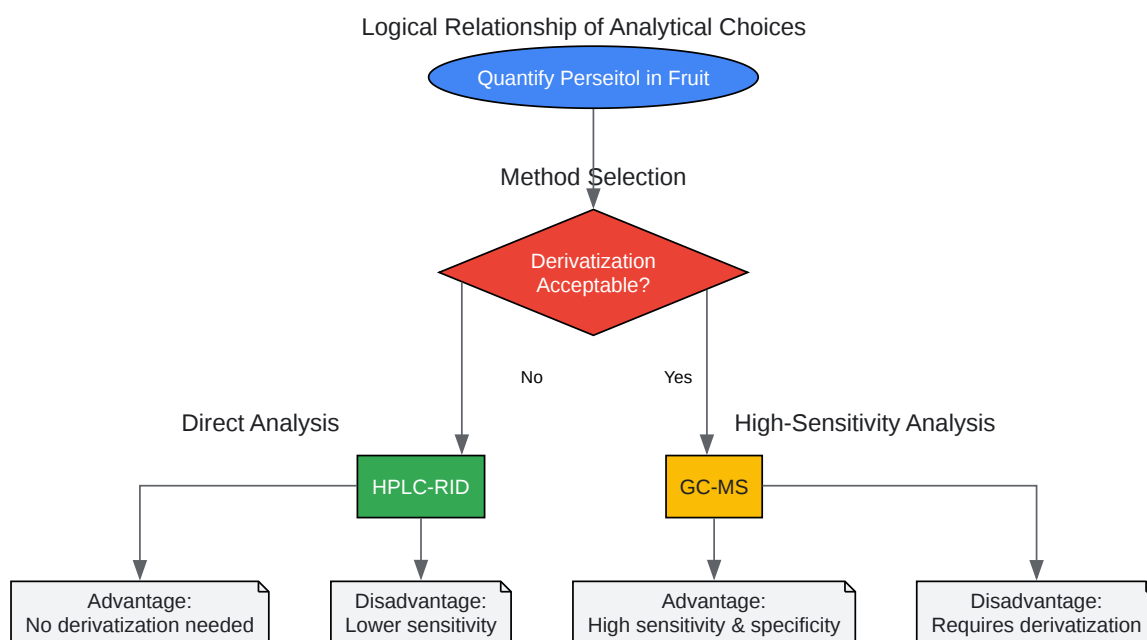 Logical Relationship of Analytical Choices
Quantify Perseitol in Fruit
Method Selection
Derivatization
Acceptable?
No
Yes
Direct Analysis
High-Sensitivity Analysis
HPLC-RID
GC-MS
Advantage:
No derivatization needed
Disadvantage:
Lower sensitivity
Advantage:
High sensitivity & specificity
Disadvantage:
Requires derivatization